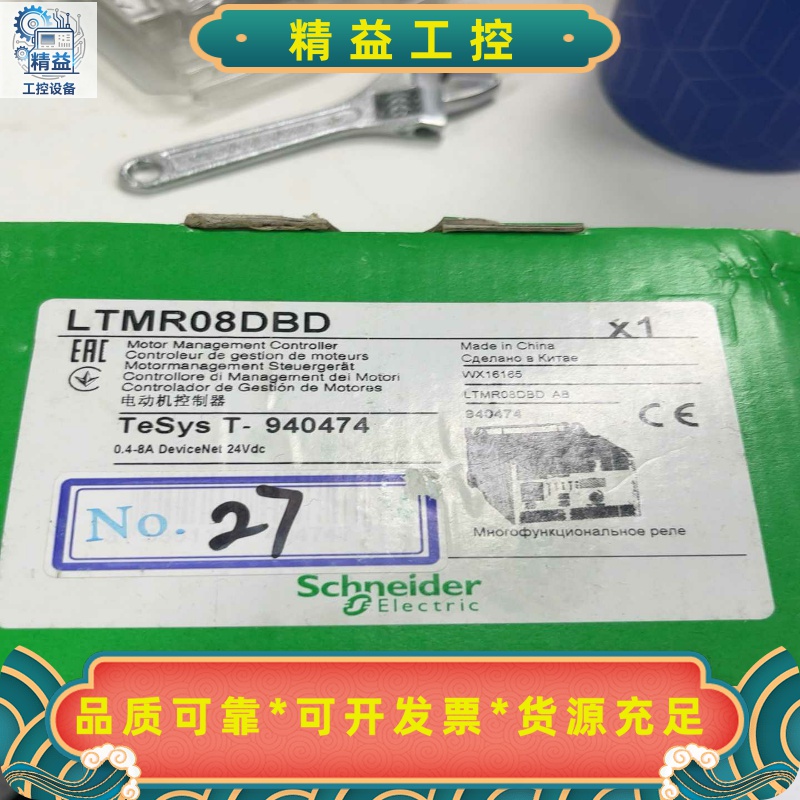 精益
工控设备
精益工控
LTMR08DBD
x1
EAC
Motor Management Controller
Controleur de gestion de moteurs
Motormanagement Steuergerät
Controllore di Management dei Motori
Controlador de Gestión de Motores
电动机控制器
Made in China
Сделано в Китае
WX16165
LTMR08DBD AB
940474
CE
TeSys T- 940474
0.4-8A DeviceNet 24Vdc
No. 27
Многофункциональное реле
Schneider
Electric
品质可靠*可开发票*货源充足